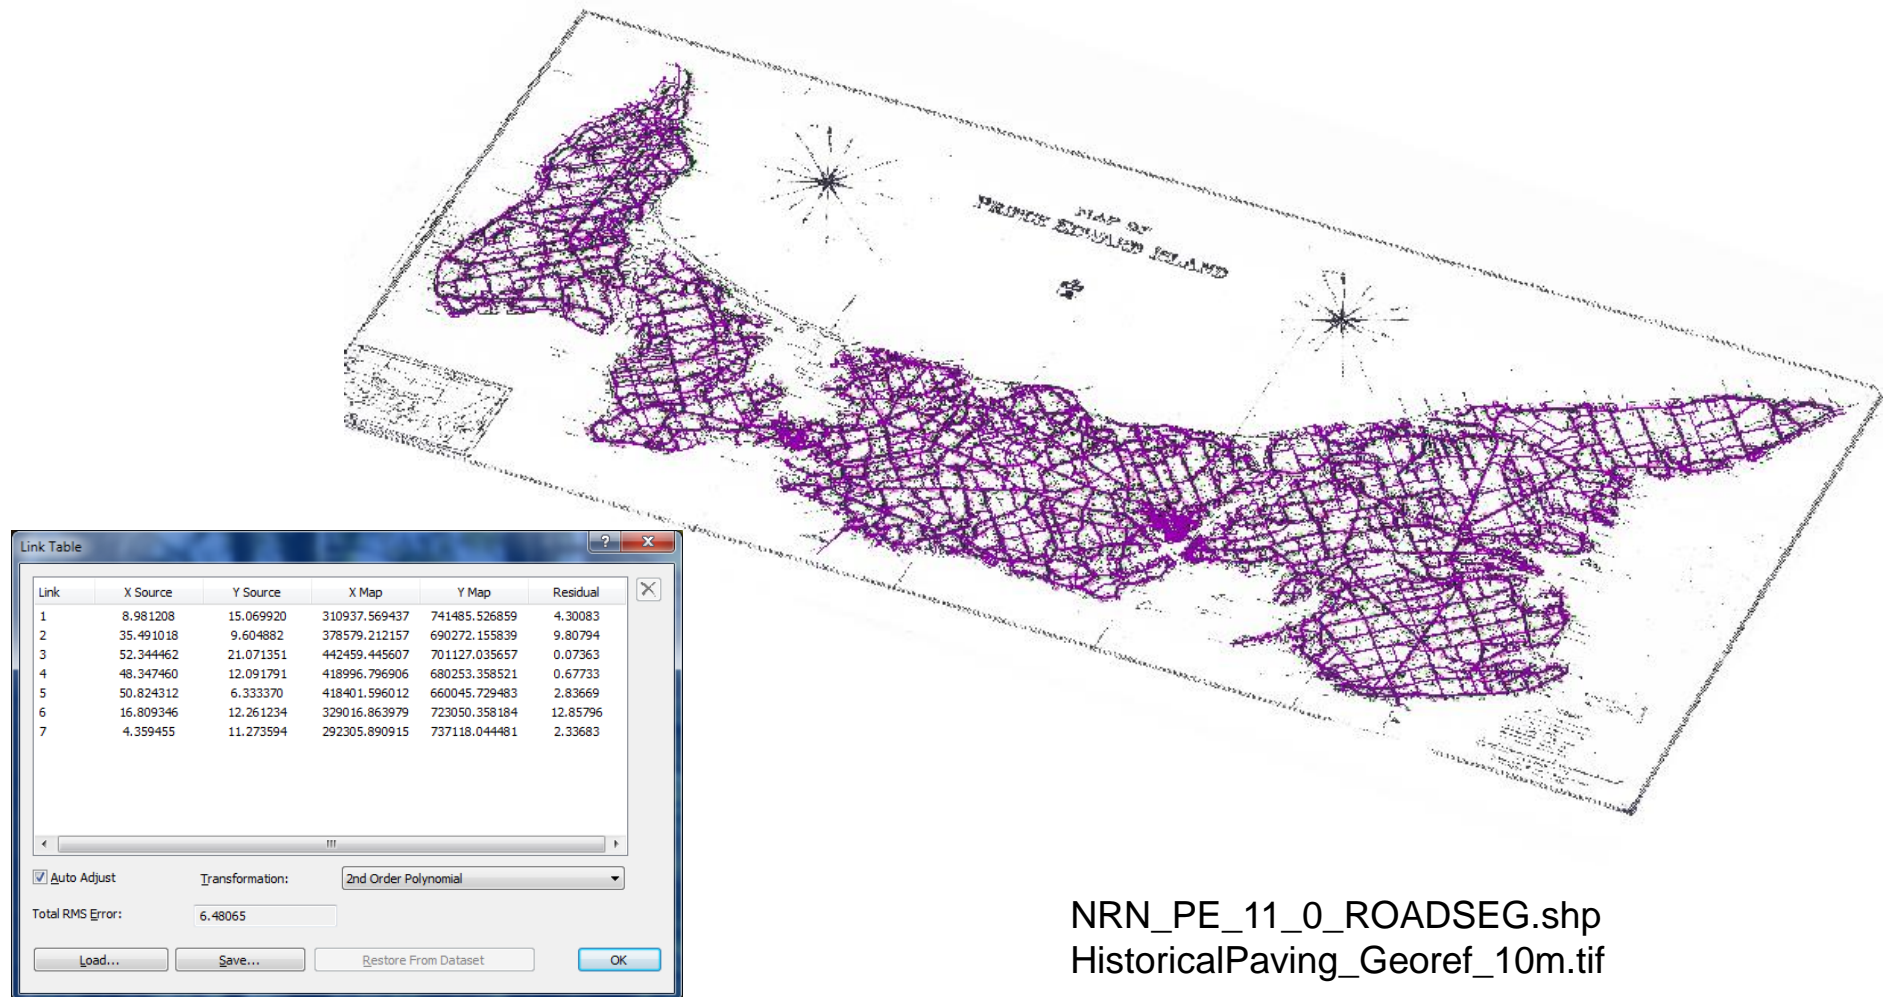 MAP OF
PRINCE EDWARD ISLAND
Link Table
Link X Source Y Source X Map Y Map Residual
1 8.981208 15.069920 310937.569437 741485.526859 4.30083
2 35.491018 9.604882 378579.212157 690272.155839 9.80794
3 52.344462 21.071351 442459.445607 701127.035657 0.07363
4 48.347460 12.091791 418996.796906 680253.358521 0.67733
5 50.824312 6.333370 418401.596012 660045.729483 2.83669
6 16.809346 12.261234 329016.863979 723050.358184 12.85796
7 4.359455 11.273594 292305.890915 737118.044481 2.33683
Auto Adjust Transformation: 2nd Order Polynomial
Total RMS Error: 6.48065
Load... Save... Restore From Dataset OK
NRN_PE_11_0_ROADSEG.shp
HistoricalPaving_Georef_10m.tif